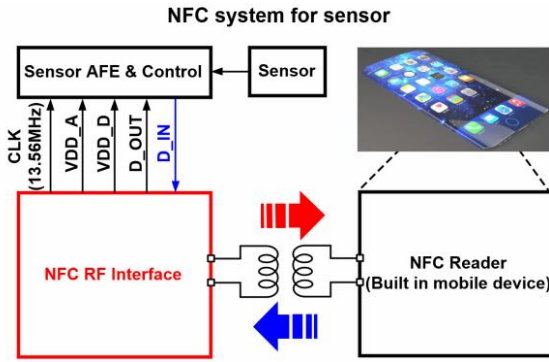 NFC system for sensor
Sensor AFE & Control
Sensor
CLK
(13.56MHz)
VDD_A
VDD_D
D_OUT
D_IN
NFC RF Interface
NFC Reader
(Built in mobile device)